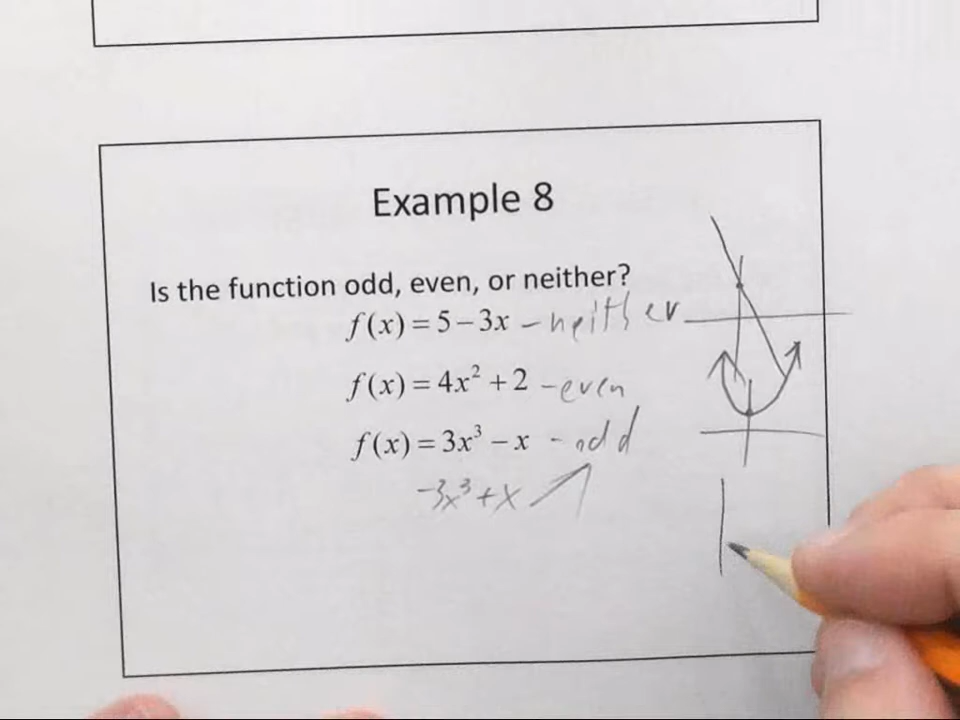 Example 8
Is the function odd, even, or neither?
f(x) = 5 − 3x – neither
f(x) = 4x² + 2 – even
f(x) = 3x³ − x – odd
-3x³ + x